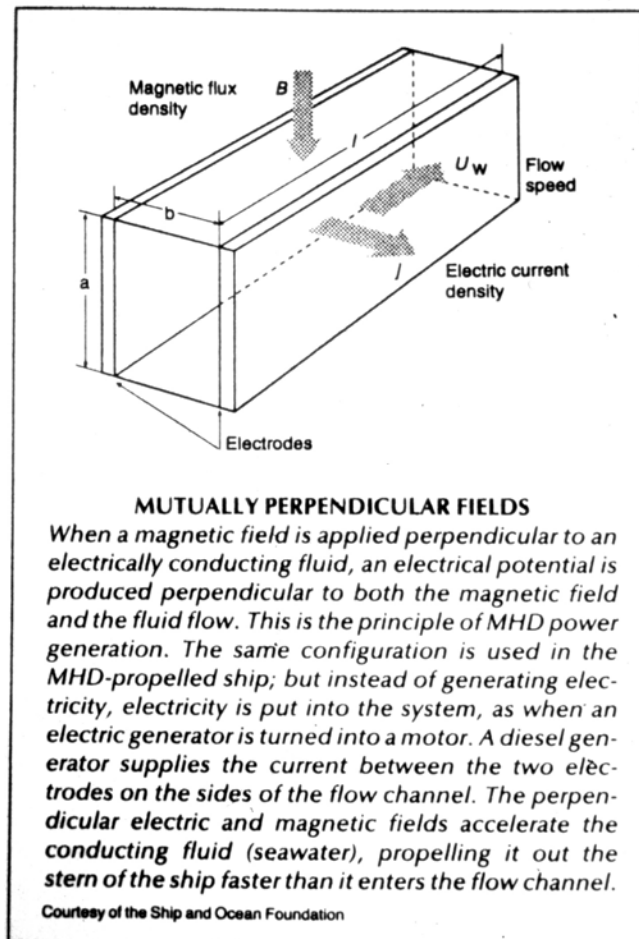 Magnetic flux
density
B
l
U w
Flow
speed
b
a
j
Electric current
density
Electrodes
MUTUALLY PERPENDICULAR FIELDS
When a magnetic field is applied perpendicular to an
electrically conducting fluid, an electrical potential is
produced perpendicular to both the magnetic field
and the fluid flow. This is the principle of MHD power
generation. The same configuration is used in the
MHD-propelled ship; but instead of generating elec-
tricity, electricity is put into the system, as when an
electric generator is turned into a motor. A diesel gen-
erator supplies the current between the two elec-
trodes on the sides of the flow channel. The perpen-
dicular electric and magnetic fields accelerate the
conducting fluid (seawater), propelling it out the
stern of the ship faster than it enters the flow channel.
Courtesy of the Ship and Ocean Foundation